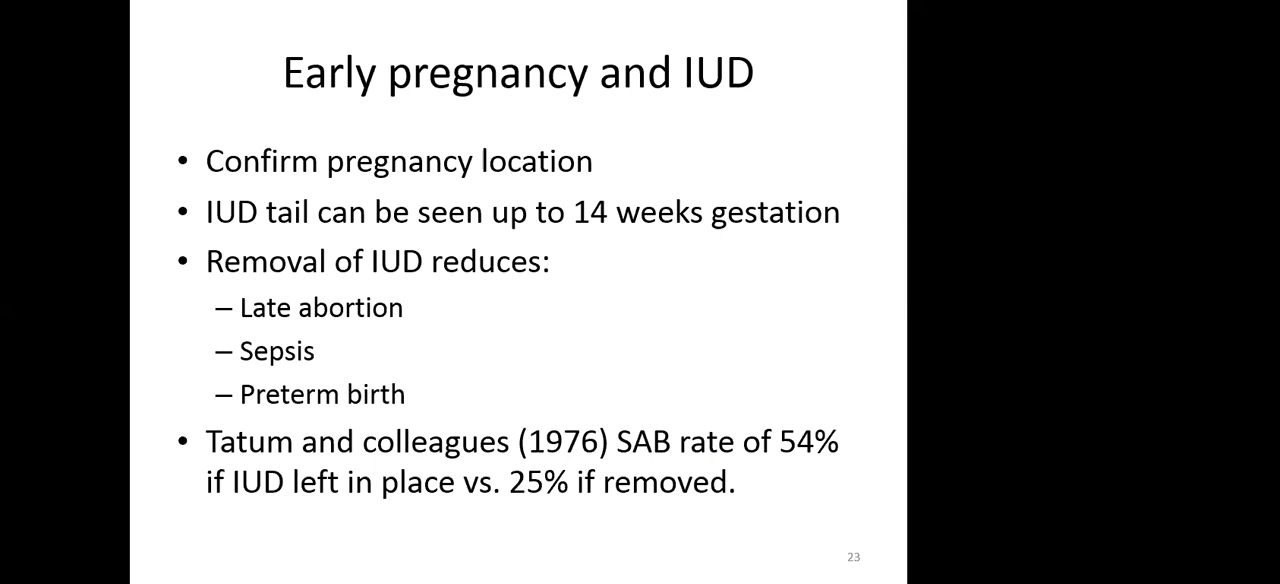 Early pregnancy and IUD
• Confirm pregnancy location
• IUD tail can be seen up to 14 weeks gestation
• Removal of IUD reduces:
– Late abortion
– Sepsis
– Preterm birth
• Tatum and colleagues (1976) SAB rate of 54%
if IUD left in place vs. 25% if removed.
23